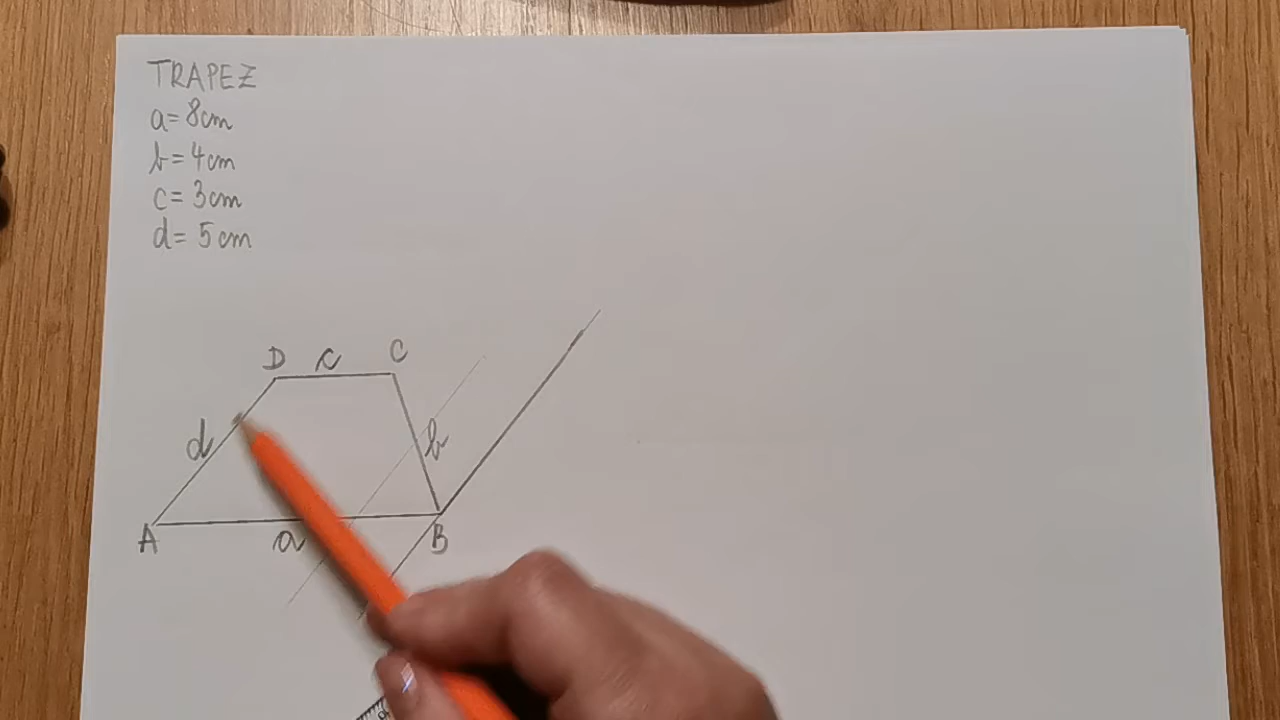 TRAPEZ
a = 8cm
b = 4cm
c = 3cm
d = 5cm
D c C
d b
A a B